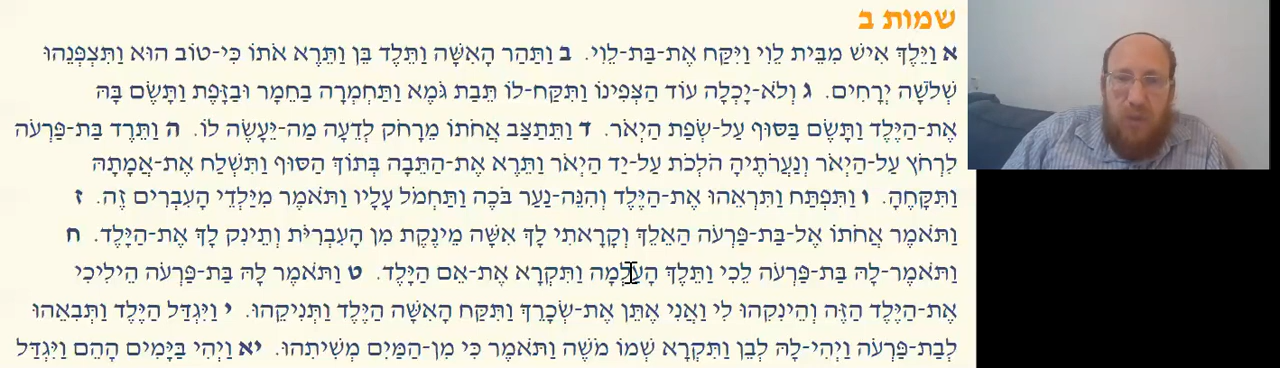 שמות ב
א וַיֵּלֶךְ אִישׁ מִבֵּית לֵוִי וַיִּקַּח אֶת-בַּת-לֵוִי. ב וַתַּהַר הָאִשָּׁה וַתֵּלֶד בֵּן וַתֵּרֶא אֹתוֹ כִּי-טוֹב הוּא וַתִּצְפְּנֵהוּ
שְׁלֹשָׁה יְרָחִים. ג וְלֹא-יָכְלָה עוֹד הַצְּפִינוֹ וַתִּקַּח-לוֹ תֵּבַת גֹּמֶא וַתַּחְמְרָה בַחֵמָר וּבַזָּפֶת וַתָּשֶׂם בָּהּ
אֶת-הַיֶּלֶד וַתָּשֶׂם בַּסּוּף עַל-שְׂפַת הַיְאֹר. ד וַתֵּתַצַּב אֲחֹתוֹ מֵרָחֹק לְדֵעָה מַה-יֵּעָשֶׂה לוֹ. ה וַתֵּרֶד בַּת-פַּרְעֹה
לִרְחֹץ עַל-הַיְאֹר וְנַעֲרֹתֶיהָ הֹלְכֹת עַל-יַד הַיְאֹר וַתֵּרֶא אֶת-הַתֵּבָה בְּתוֹךְ הַסּוּף וַתִּשְׁלַח אֶת-אֲמָתָהּ
וַתִּקָּחֶהָ. ו וַתִּפְתַּח וַתִּרְאֵהוּ אֶת-הַיֶּלֶד וְהִנֵּה-נַעַר בֹּכֶה וַתַּחְמֹל עָלָיו וַתֹּאמֶר מִיַּלְדֵי הָעִבְרִים זֶה. ז
וַתֹּאמֶר אֲחֹתוֹ אֶל-בַּת-פַּרְעֹה הַאֵלֵךְ וְקָרָאתִי לָךְ אִשָּׁה מֵינֶקֶת מִן הָעִבְרִיֹּת וְתֵינִק לָךְ אֶת-הַיָּלֶד. ח
וַתֹּאמֶר-לָהּ בַּת-פַּרְעֹה לֵכִי וַתֵּלֶךְ הָעַלְמָה וַתִּקְרָא אֶת-אֵם הַיָּלֶד. ט וַתֹּאמֶר לָהּ בַּת-פַּרְעֹה הֵילִיכִי
אֶת-הַיֶּלֶד הַזֶּה וְהֵינִקִהוּ לִי וַאֲנִי אֶתֵּן אֶת-שְׂכָרֵךְ וַתִּקַּח הָאִשָּׁה הַיֶּלֶד וַתְּנִיקֵהוּ. י וַיִּגְדַּל הַיֶּלֶד וַתְּבִאֵהוּ
לְבַת-פַּרְעֹה וַיְהִי-לָהּ לְבֵן וַתִּקְרָא שְׁמוֹ מֹשֶׁה וַתֹּאמֶר כִּי מִן-הַמַּיִם מְשִׁיתִהוּ. יא וַיְהִי בַּיָּמִים הָהֵם וַיִּגְדַּל